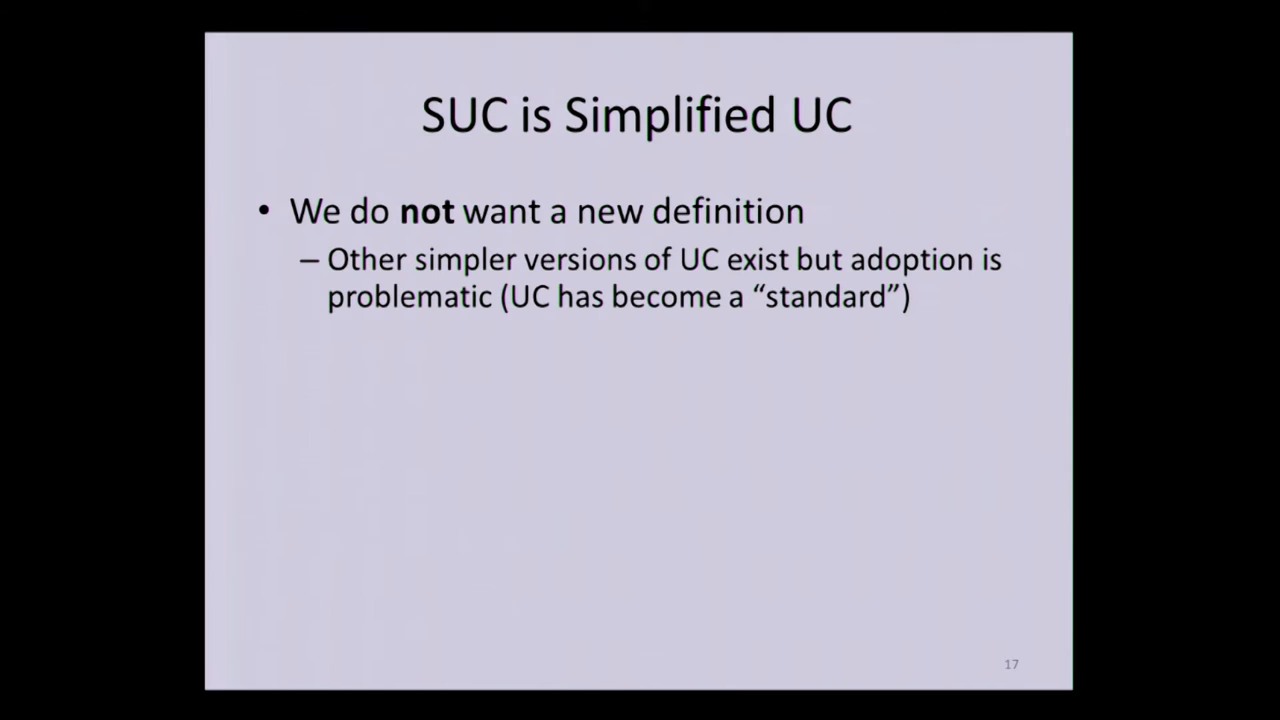 SUC is Simplified UC
• We do not want a new definition
– Other simpler versions of UC exist but adoption is
problematic (UC has become a “standard”)
17